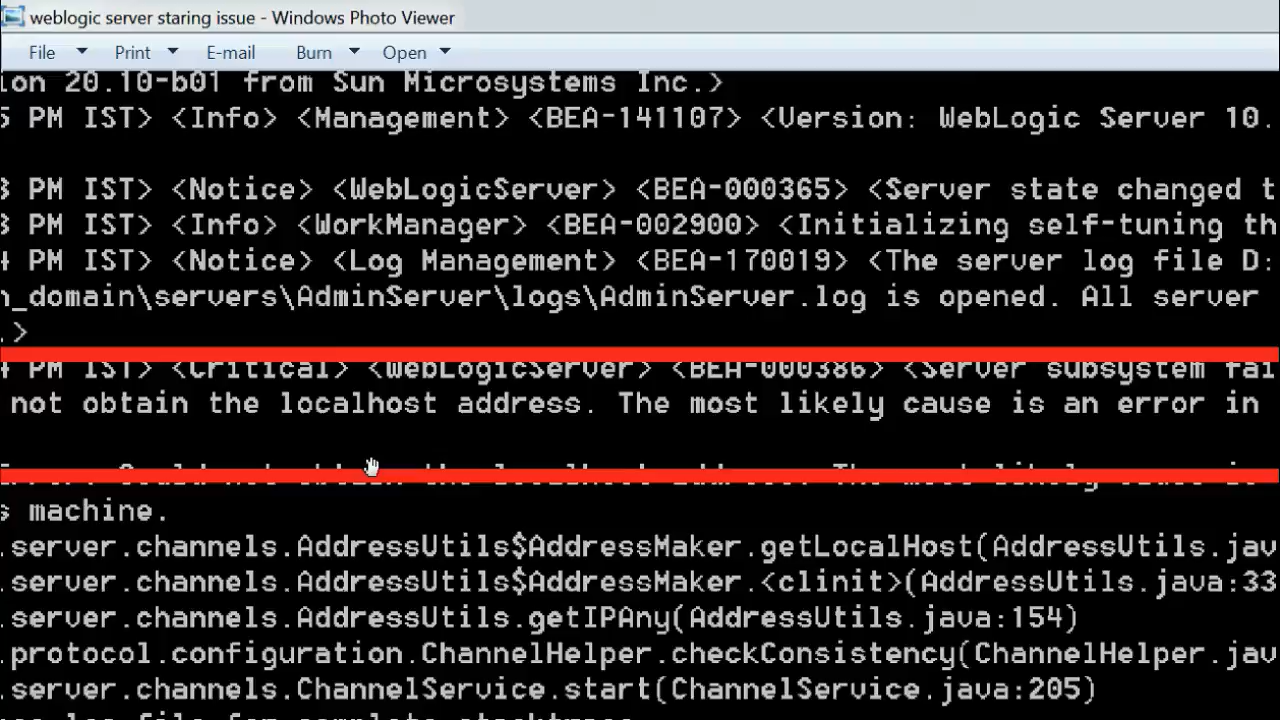 weblogic server staring issue - Windows Photo Viewer
File Print E-mail Burn Open
ion 20.10-b01 from Sun Microsystems Inc.>
5 PM IST> <Info> <Management> <BEA-141107> <Version: WebLogic Server 10.
3 PM IST> <Notice> <WebLogicServer> <BEA-000365> <Server state changed t
3 PM IST> <Info> <WorkManager> <BEA-002900> <Initializing self-tuning th
4 PM IST> <Notice> <Log Management> <BEA-170019> <The server log file D:
n_domain\servers\AdminServer\logs\AdminServer.log is opened. All server
.>
4 PM IST> <Critical> <WebLogicServer> <BEA-000386> <Server subsystem fai
not obtain the localhost address. The most likely cause is an error in
s machine.
.server.channels.AddressUtils$AddressMaker.getLocalHost(AddressUtils.jav
.server.channels.AddressUtils$AddressMaker.<clinit>(AddressUtils.java:33
.server.channels.AddressUtils.getIPAny(AddressUtils.java:154)
.protocol.configuration.ChannelHelper.checkConsistency(ChannelHelper.jav
.server.channels.ChannelService.start(ChannelService.java:205)